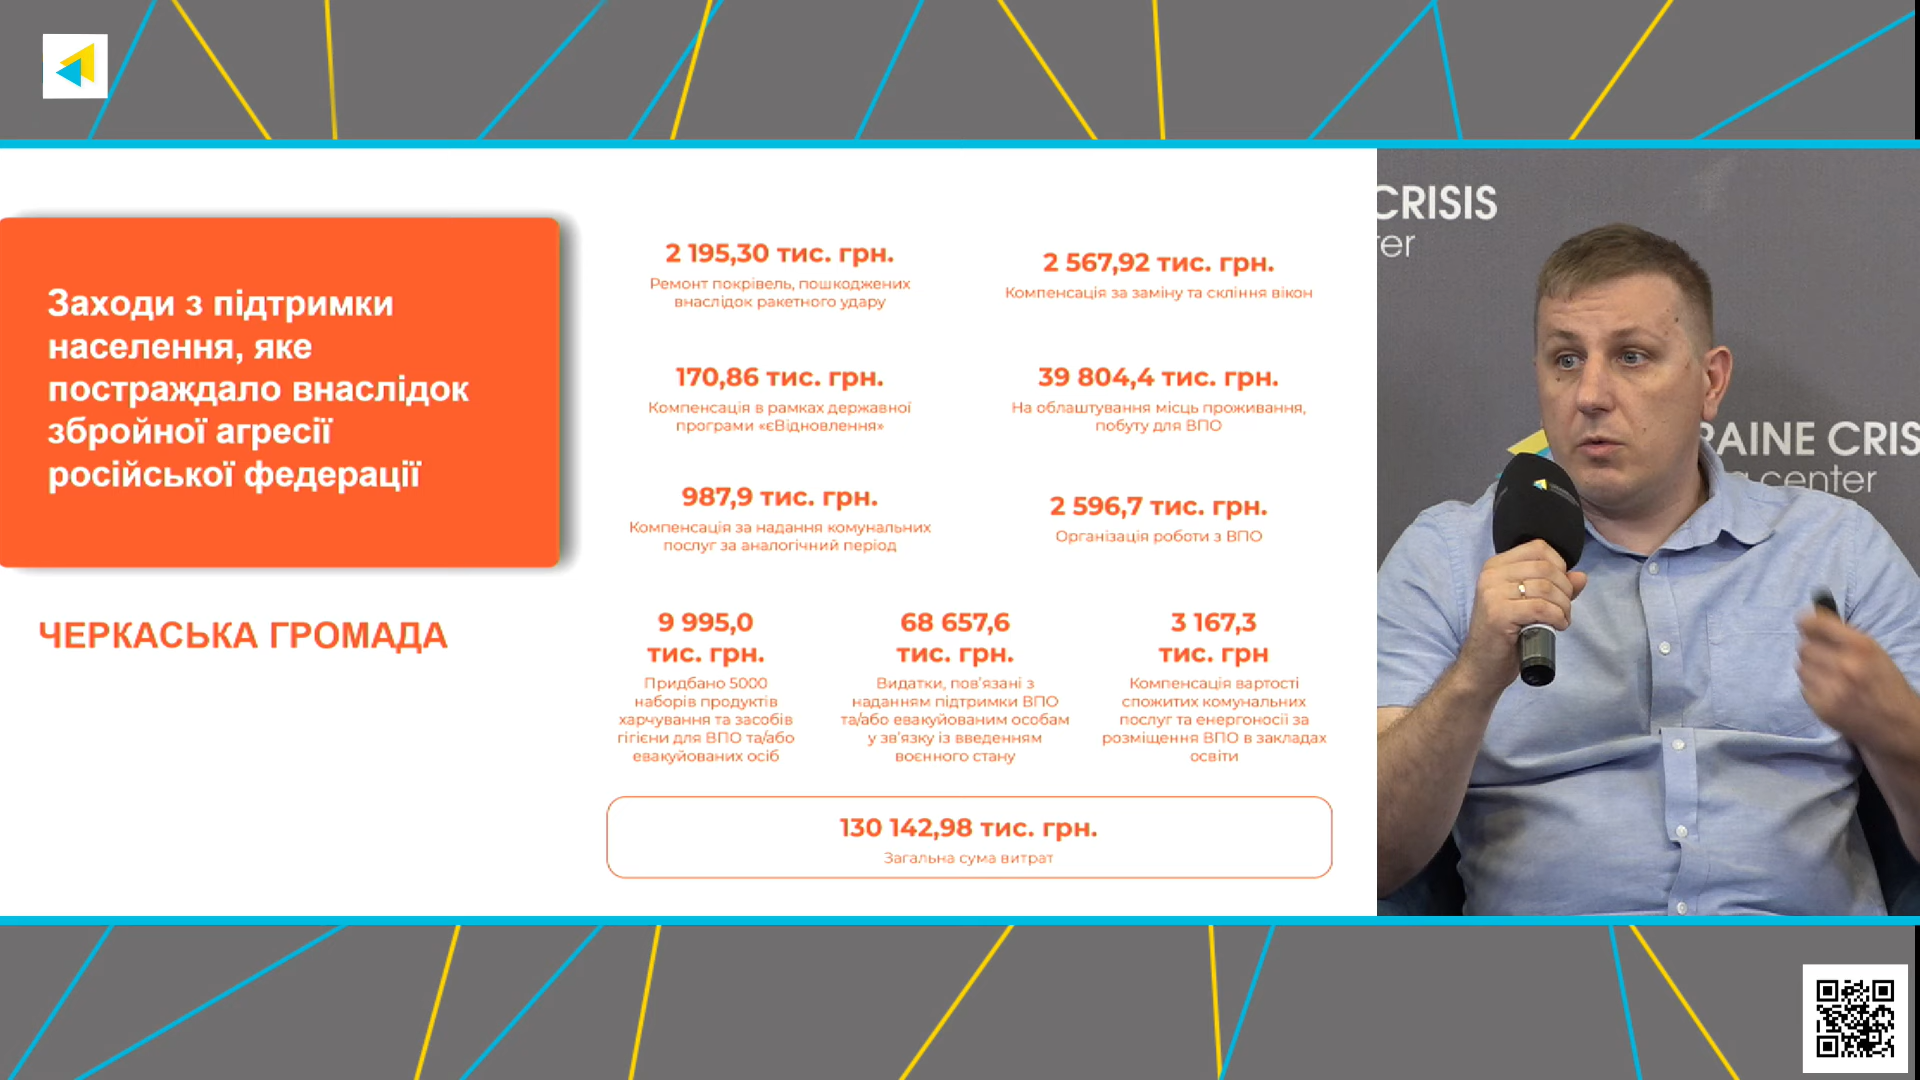 Заходи з підтримки
населення, яке
постраждало внаслідок
збройної агресії
російської федерації
ЧЕРКАСЬКА ГРОМАДА
2 195,30 тис. грн.
Ремонт покрівель, пошкоджених
внаслідок ракетного удару
2 567,92 тис. грн.
Компенсація за заміну та скління вікон
170,86 тис. грн.
Компенсація в рамках державної
програми «єВідновлення»
39 804,4 тис. грн.
На облаштування місць проживання,
побуту для ВПО
987,9 тис. грн.
Компенсація за надання комунальних
послуг за аналогічний період
2 596,7 тис. грн.
Організація роботи з ВПО
9 995,0
тис. грн.
Придбано 5000
наборів продуктів
харчування та засобів
гігієни для ВПО та/або
евакуйованих осіб
68 657,6
тис. грн.
Видатки, пов'язані з
наданням підтримки ВПО
та/або евакуйованим особам
у зв'язку із введенням
воєнного стану
3 167,3
тис. грн
Компенсація вартості
спожитих комунальних
послуг та енергоносії за
розміщення ВПО в закладах
освіти
130 142,98 тис. грн.
Загальна сума витрат
CRISIS
ter
RAINE CRIS
center